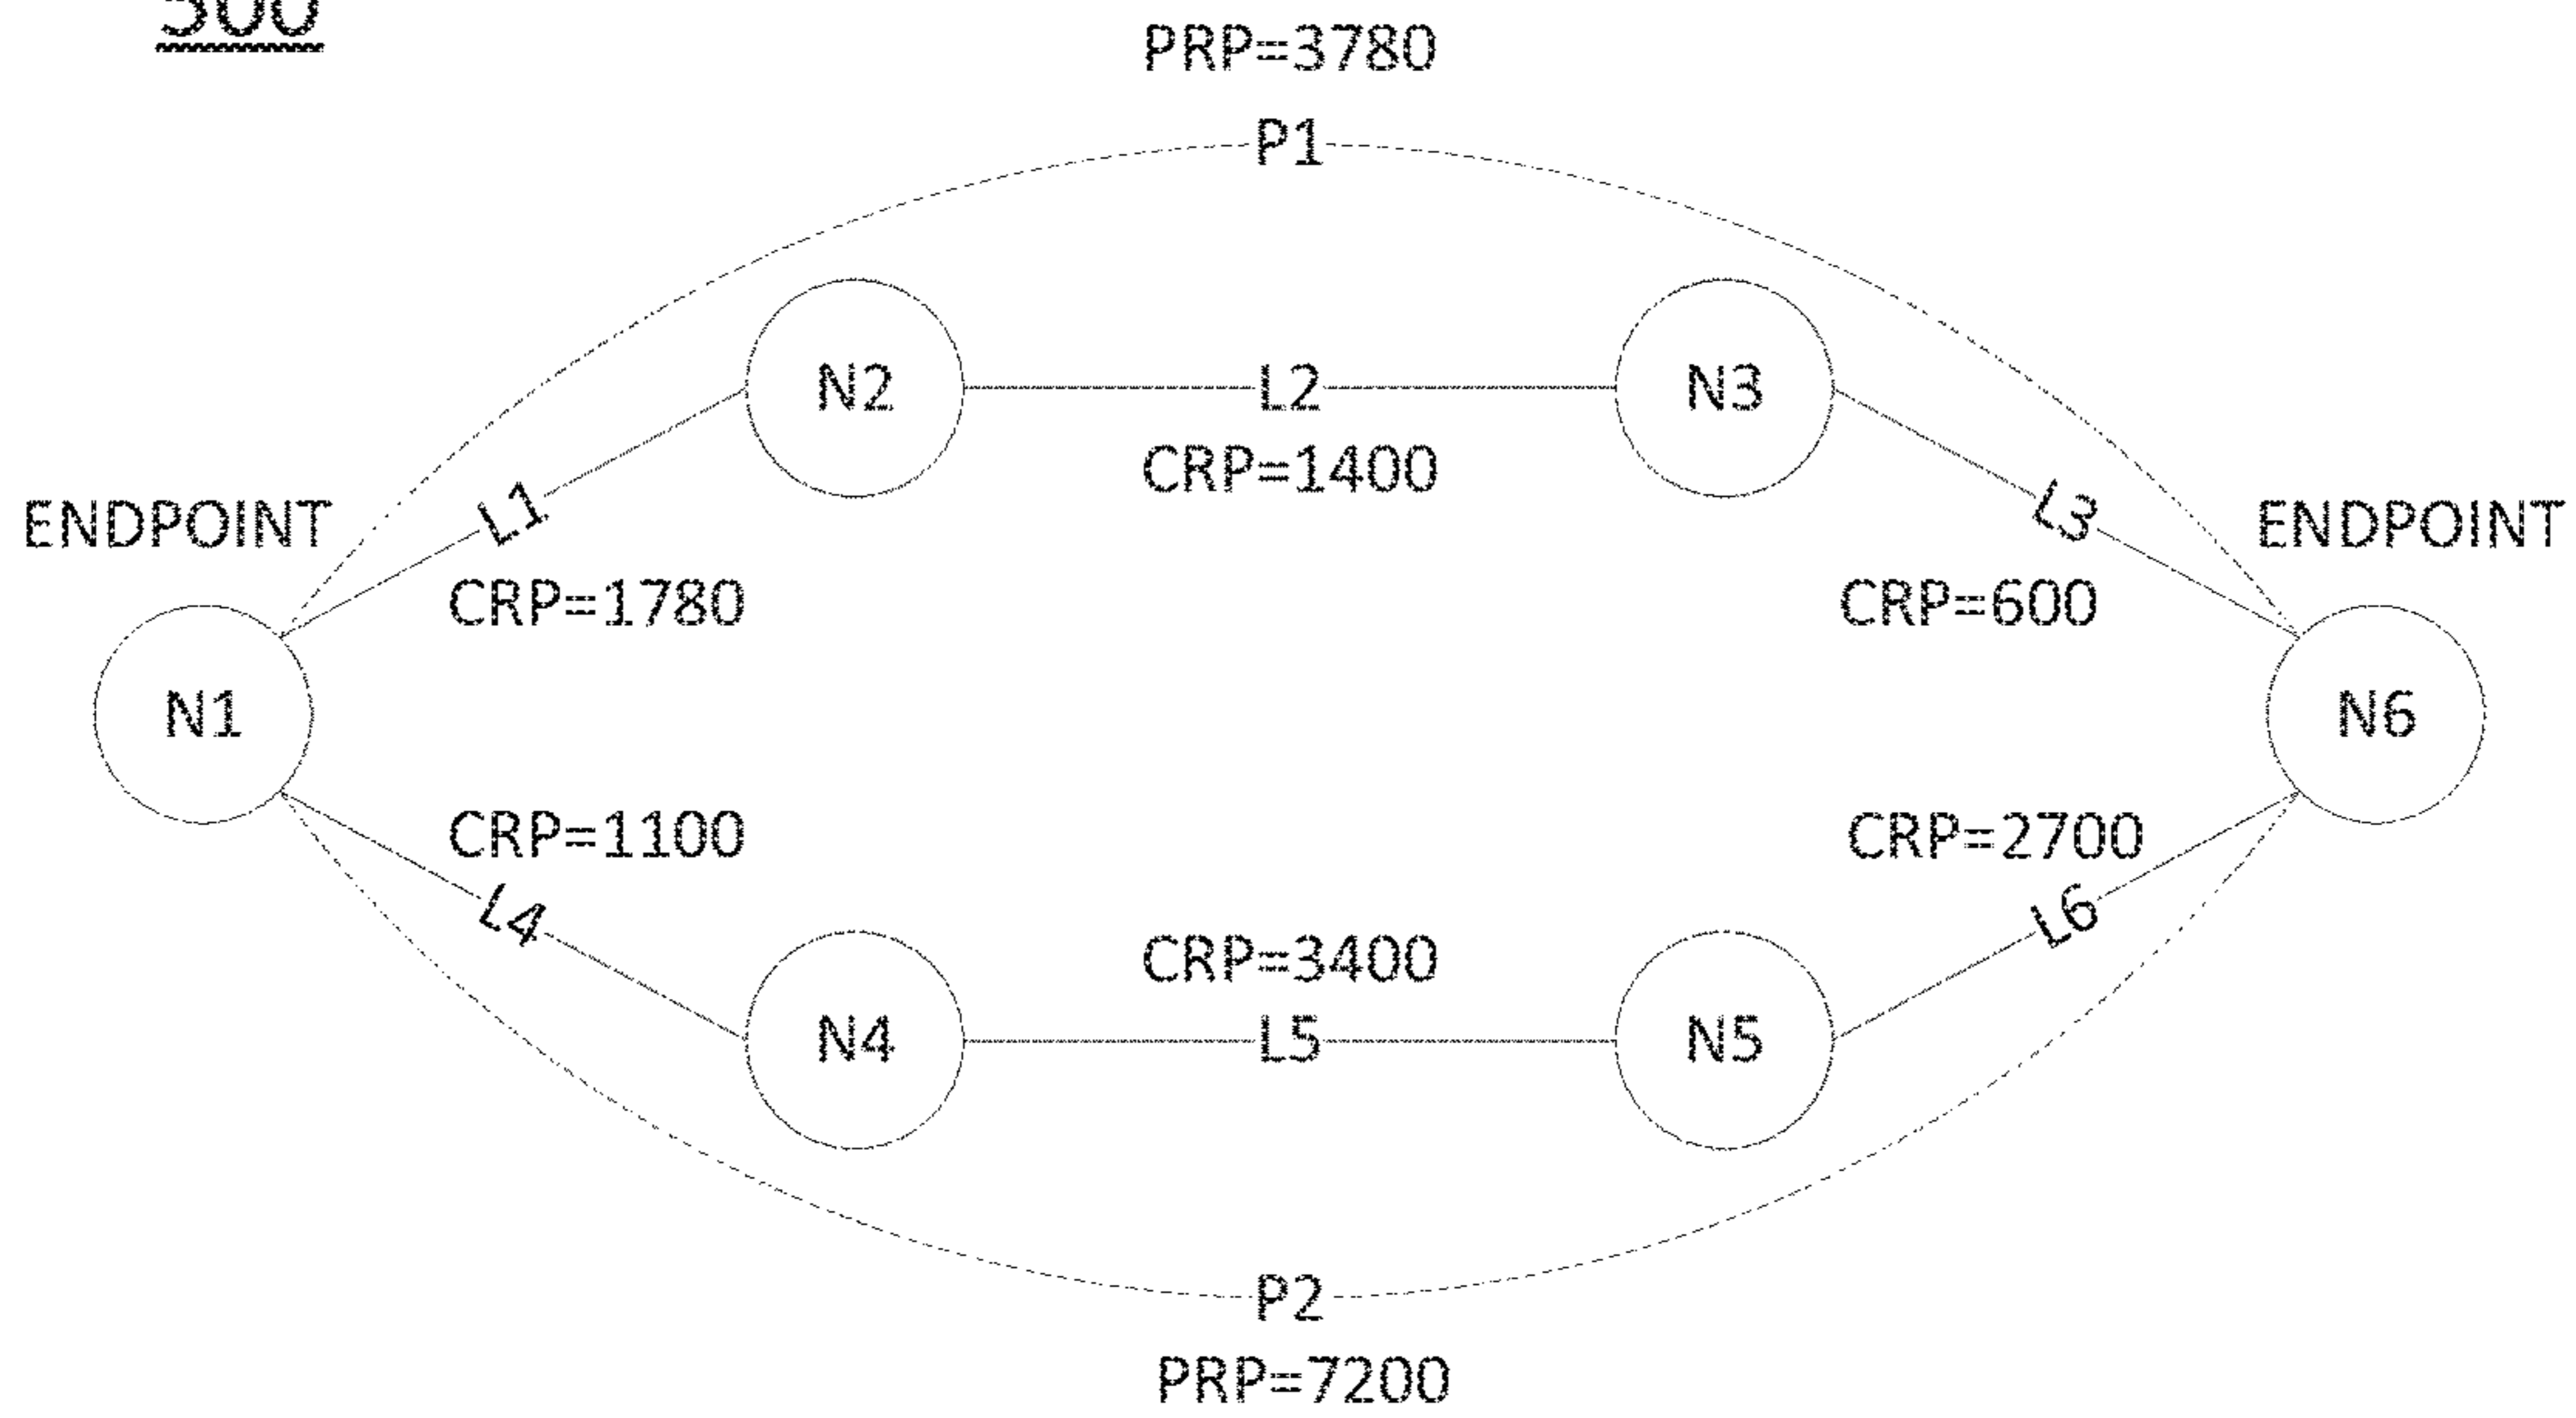 PRP=3780
P1
N2
L2
N3
CRP=1400
L1
L3
ENDPOINT
ENDPOINT
CRP=1780
CRP=600
N1
N6
CRP=1100
CRP=2700
L4
L6
CRP=3400
N4
L5
N5
P2
PRP=7200